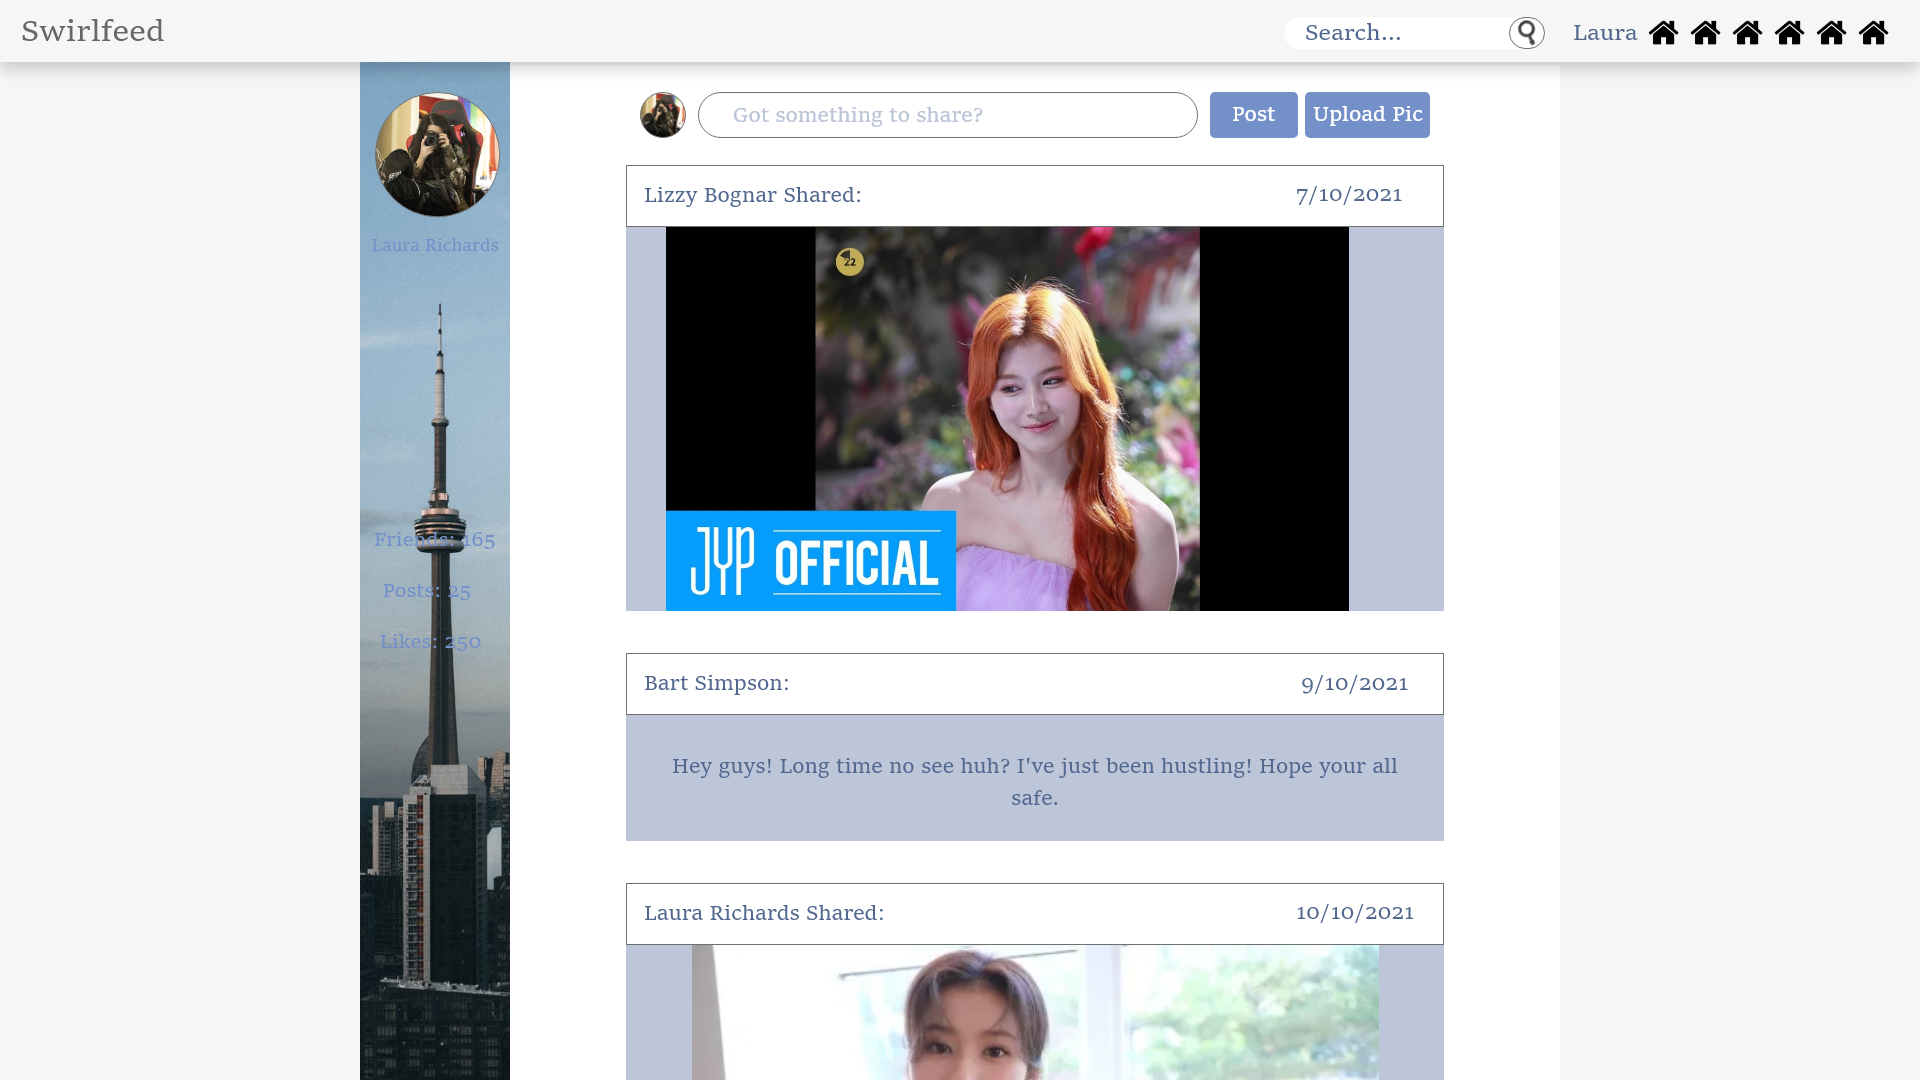 Swirlfeed
Search...
Laura
Got something to share?
Post
Upload Pic
Laura Richards
Friends: 165
Posts: 25
Likes: 250
Lizzy Bognar Shared:
7/10/2021
22
JYP OFFICIAL
Bart Simpson:
9/10/2021
Hey guys! Long time no see huh? I've just been hustling! Hope your all
safe.
Laura Richards Shared:
10/10/2021